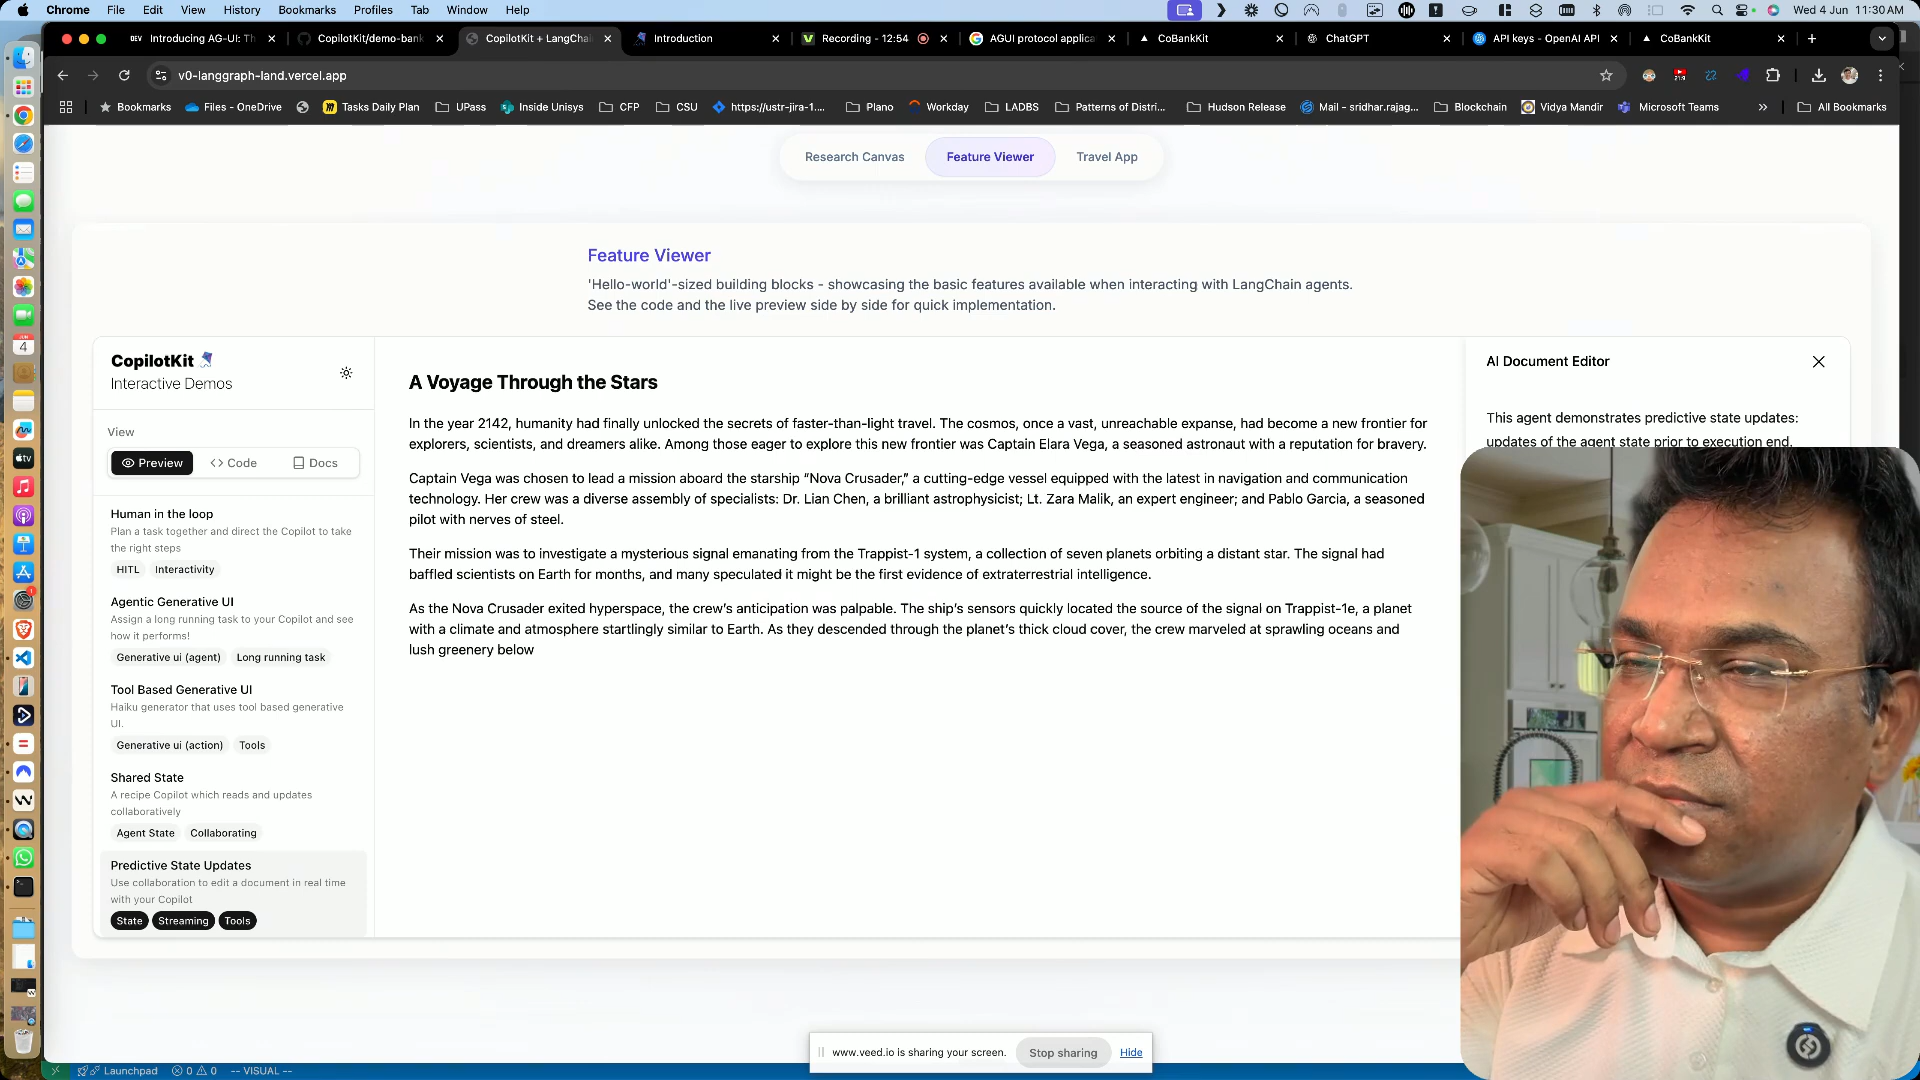 Chrome File Edit View History Bookmarks Profiles Tab Window Help Wed 4 Jun 11:30 AM
DEV Introducing AG-UI: Th CopilotKit/demo-bank CopilotKit + LangChai Introduction Recording - 12:54 AGUI protocol applica CoBankKit ChatGPT API keys - OpenAI API CoBankKit
v0-langgraph-land.vercel.app
Bookmarks Files - OneDrive Tasks Daily Plan UPass Inside Unisys CFP CSU https://ustr-jira-1.... Plano Workday LADBS Patterns of Distri... Hudson Release Mail - sridhar.rajag... Blockchain Vidya Mandir Microsoft Teams » All Bookmarks
Research Canvas Feature Viewer Travel App
Feature Viewer
'Hello-world'-sized building blocks - showcasing the basic features available when interacting with LangChain agents.
See the code and the live preview side by side for quick implementation.
CopilotKit
Interactive Demos
View
Preview <> Code Docs
Human in the loop
Plan a task together and direct the Copilot to take
the right steps
HITL Interactivity
Agentic Generative UI
Assign a long running task to your Copilot and see
how it performs!
Generative ui (agent) Long running task
Tool Based Generative UI
Haiku generator that uses tool based generative
UI.
Generative ui (action) Tools
Shared State
A recipe Copilot which reads and updates
collaboratively
Agent State Collaborating
Predictive State Updates
Use collaboration to edit a document in real time
with your Copilot
State Streaming Tools
A Voyage Through the Stars
In the year 2142, humanity had finally unlocked the secrets of faster-than-light travel. The cosmos, once a vast, unreachable expanse, had become a new frontier for
explorers, scientists, and dreamers alike. Among those eager to explore this new frontier was Captain Elara Vega, a seasoned astronaut with a reputation for bravery.
Captain Vega was chosen to lead a mission aboard the starship “Nova Crusader,” a cutting-edge vessel equipped with the latest in navigation and communication
technology. Her crew was a diverse assembly of specialists: Dr. Lian Chen, a brilliant astrophysicist; Lt. Zara Malik, an expert engineer; and Pablo Garcia, a seasoned
pilot with nerves of steel.
Their mission was to investigate a mysterious signal emanating from the Trappist-1 system, a collection of seven planets orbiting a distant star. The signal had
baffled scientists on Earth for months, and many speculated it might be the first evidence of extraterrestrial intelligence.
As the Nova Crusader exited hyperspace, the crew’s anticipation was palpable. The ship’s sensors quickly located the source of the signal on Trappist-1e, a planet
with a climate and atmosphere startlingly similar to Earth. As they descended through the planet’s thick cloud cover, the crew marveled at sprawling oceans and
lush greenery below
AI Document Editor
This agent demonstrates predictive state updates:
updates of the agent state prior to execution end.
www.veed.io is sharing your screen. Stop sharing Hide
Launchpad 0 0 -- VISUAL --